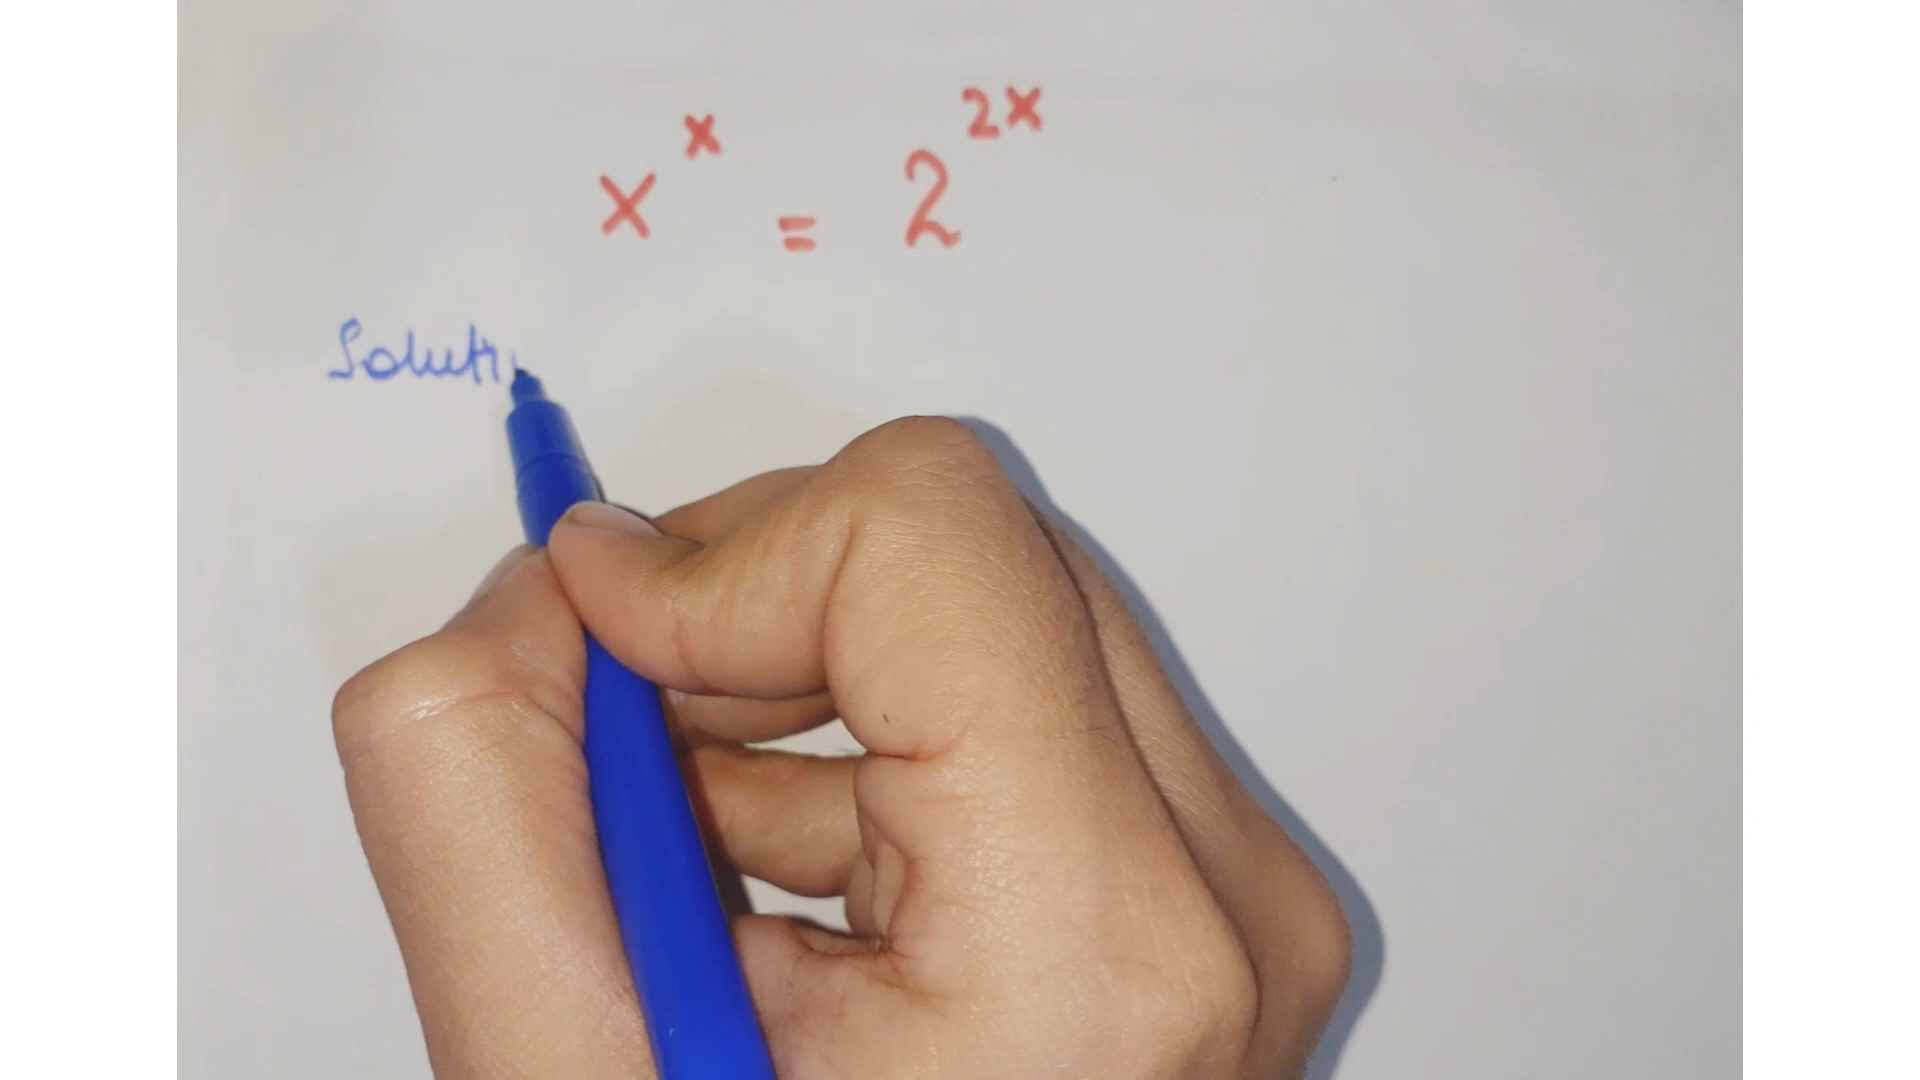 x^x = 2^2x
Soluti